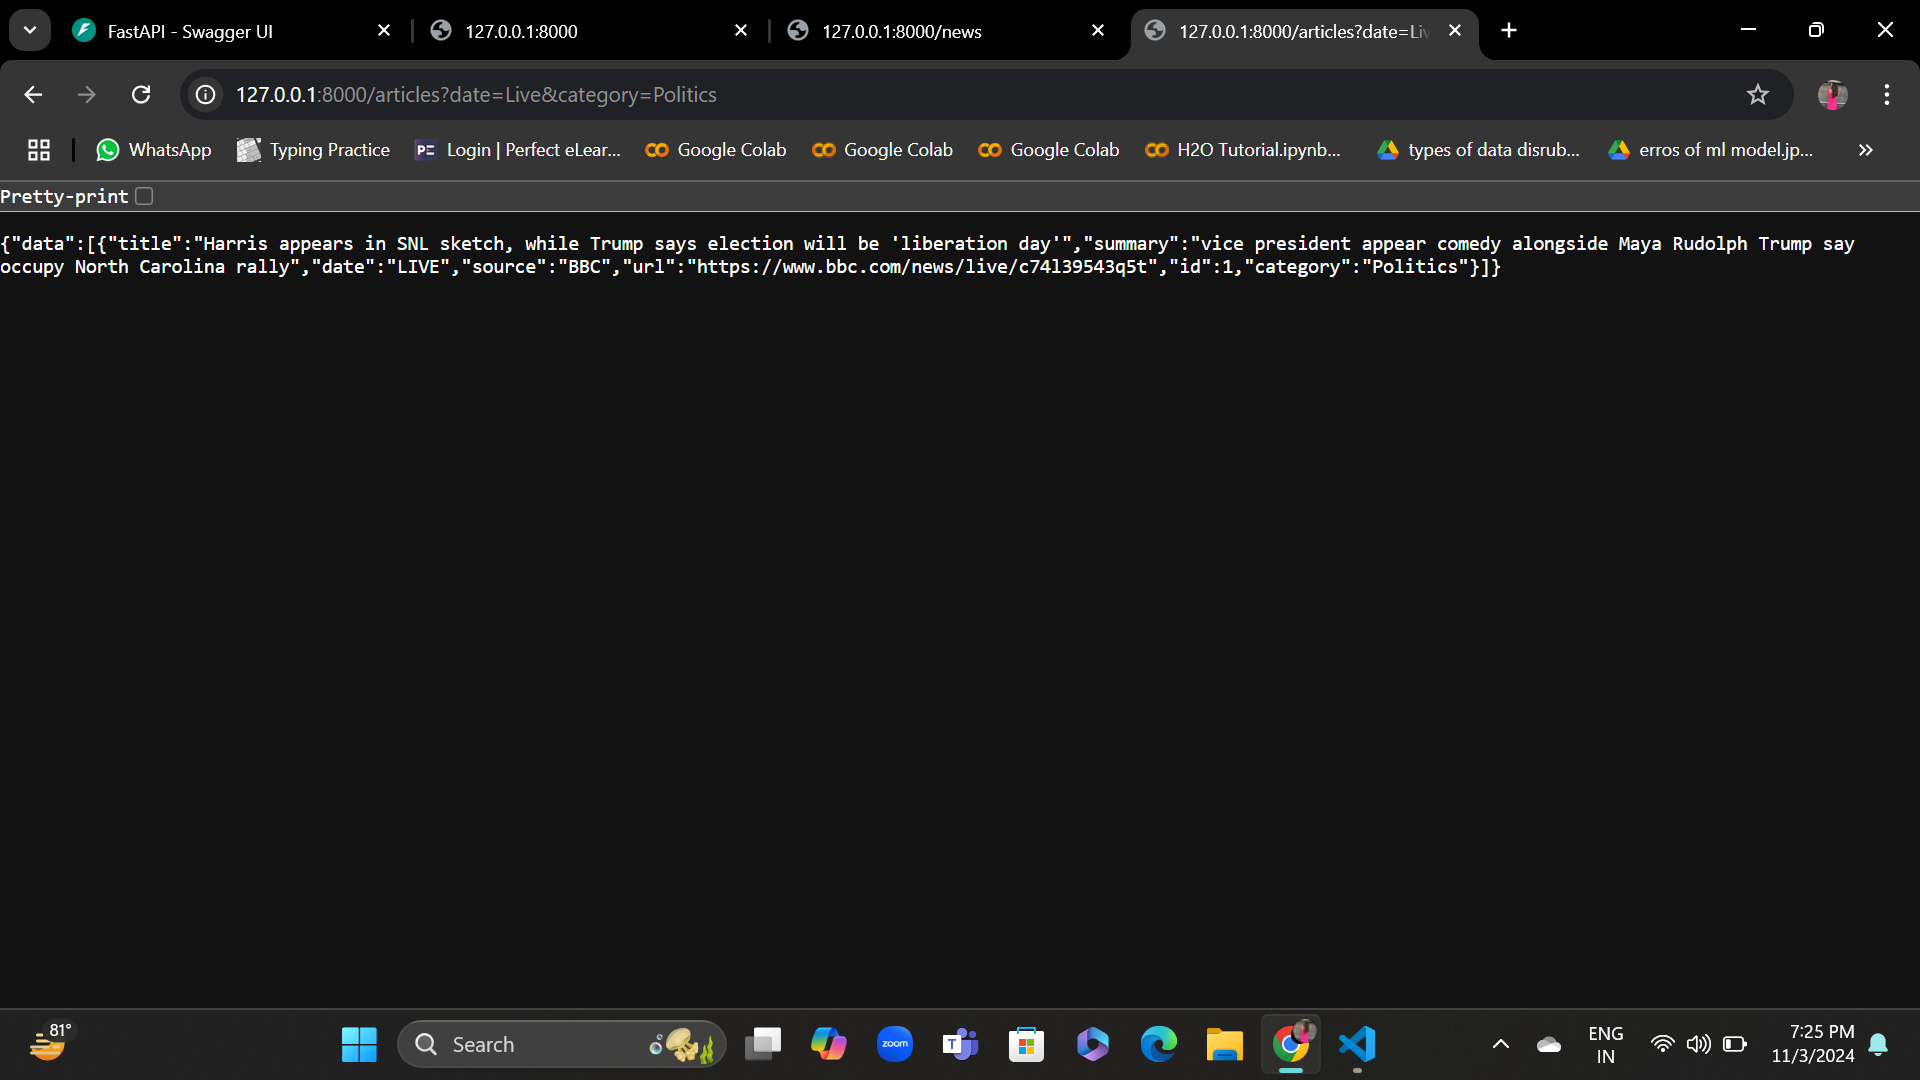 FastAPI - Swagger UI
127.0.0.1:8000
127.0.0.1:8000/news
127.0.0.1:8000/articles?date=Liv
127.0.0.1:8000/articles?date=Live&category=Politics
WhatsApp
Typing Practice
PE Login | Perfect eLear...
Google Colab
Google Colab
Google Colab
H2O Tutorial.ipynb...
types of data disrub...
erros of ml model.jp...
Pretty-print
{"data":[{"title":"Harris appears in SNL sketch, while Trump says election will be 'liberation day'","summary":"vice president appear comedy alongside Maya Rudolph Trump say
occupy North Carolina rally","date":"LIVE","source":"BBC","url":"https://www.bbc.com/news/live/c74l39543q5t","id":1,"category":"Politics"}]}
81°
Search
zoom
T
ENG
IN
7:25 PM
11/3/2024